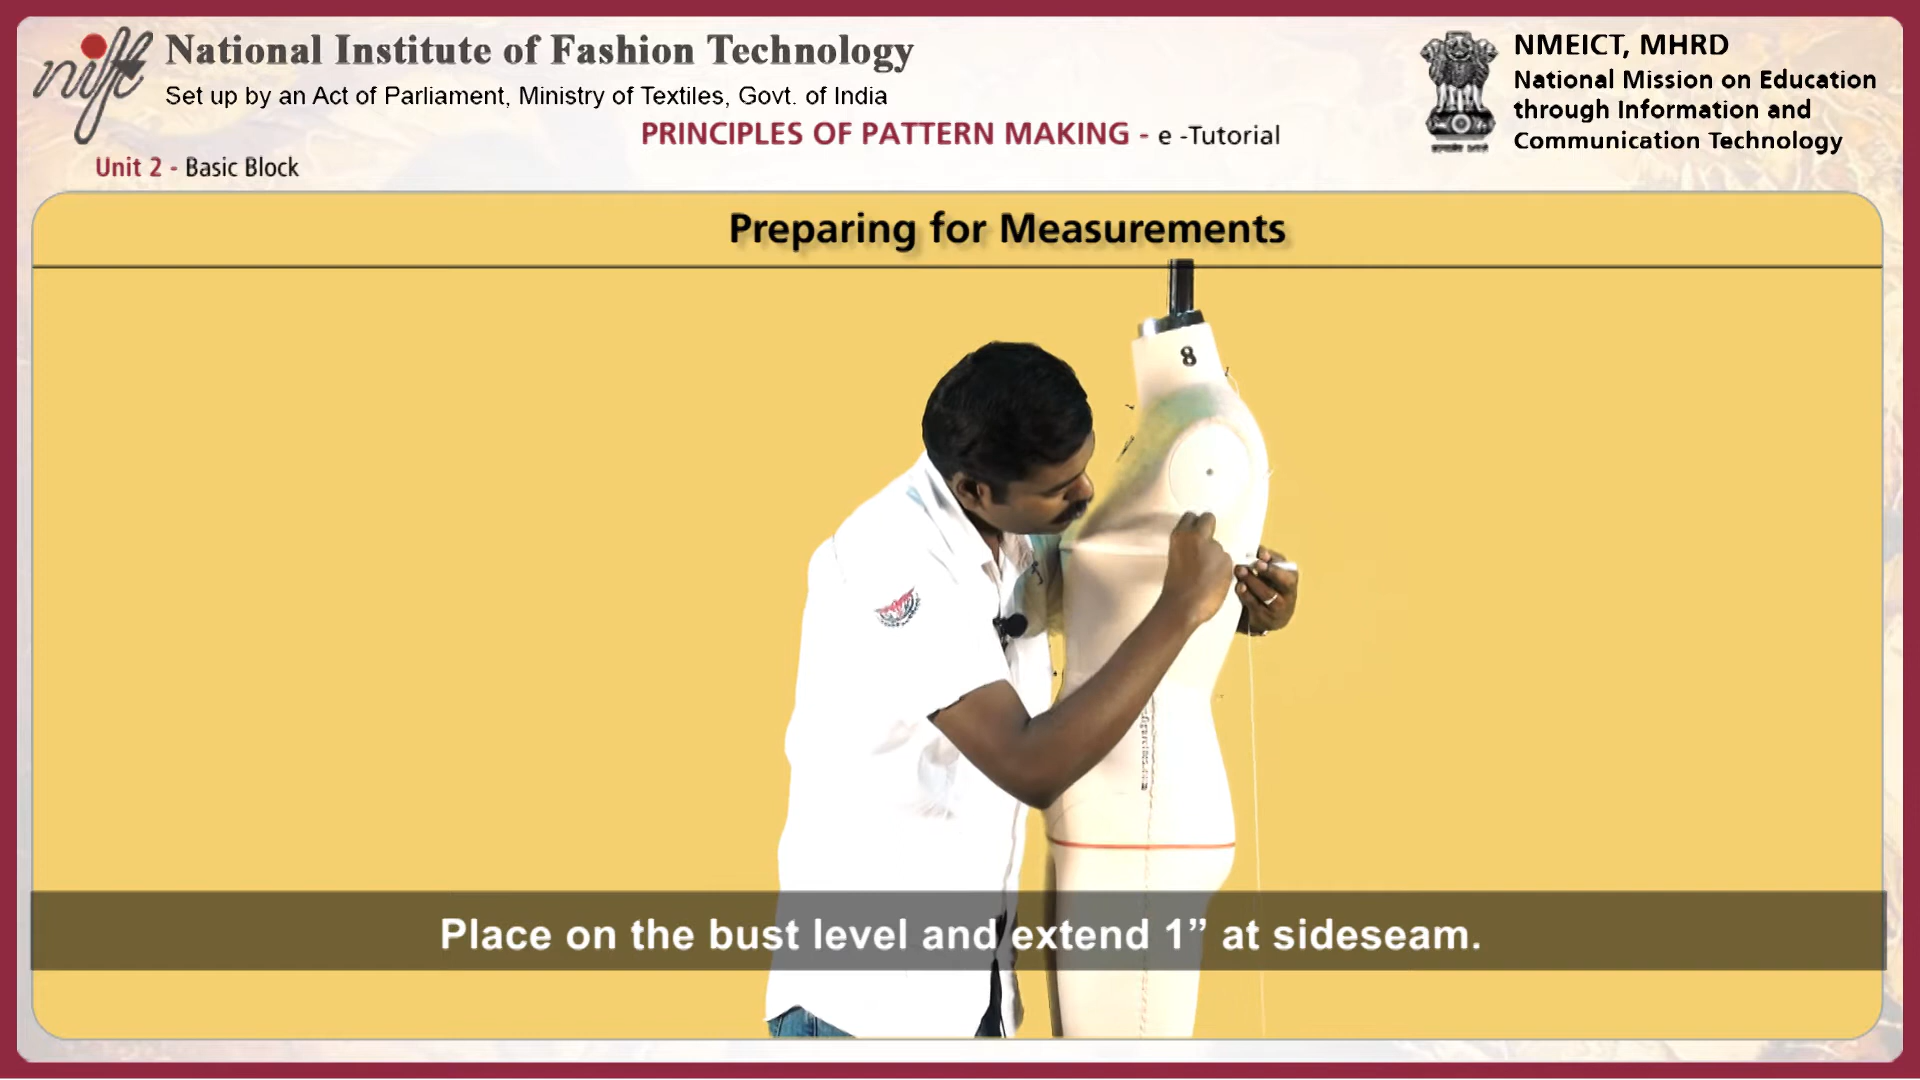 nift
National Institute of Fashion Technology
Set up by an Act of Parliament, Ministry of Textiles, Govt. of India
NMEICT, MHRD
National Mission on Education
through Information and
Communication Technology
PRINCIPLES OF PATTERN MAKING - e -Tutorial
Unit 2 - Basic Block
Preparing for Measurements
8
Place on the bust level and extend 1” at sideseam.